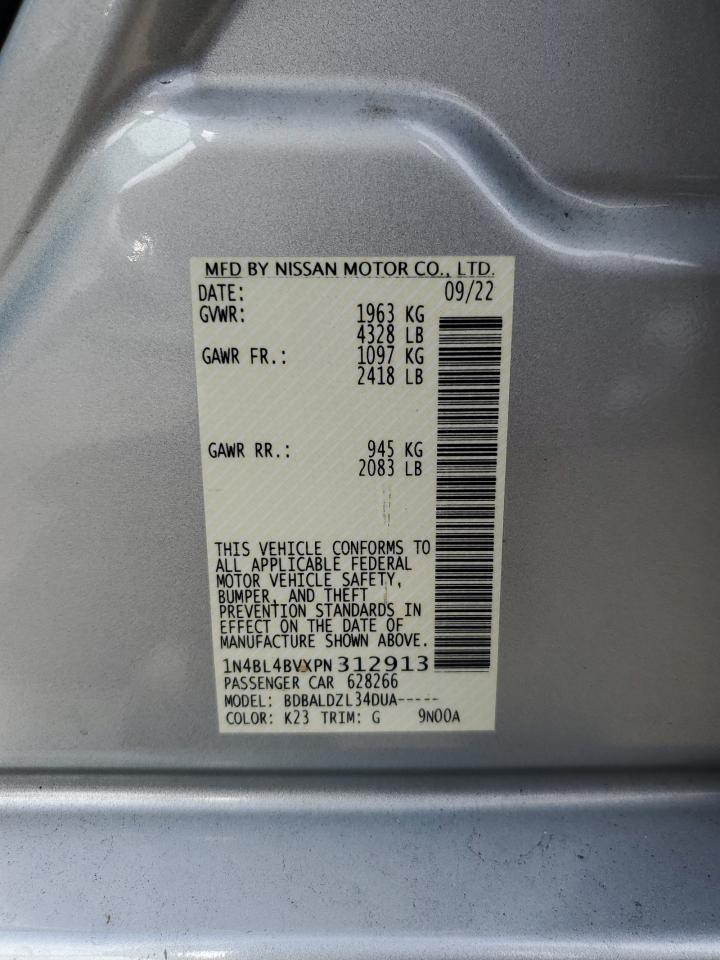 MFD BY NISSAN MOTOR CO., LTD.
DATE: 09/22
GVWR: 1963 KG
4328 LB
GAWR FR.: 1097 KG
2418 LB
GAWR RR.: 945 KG
2083 LB
THIS VEHICLE CONFORMS TO
ALL APPLICABLE FEDERAL
MOTOR VEHICLE SAFETY,
BUMPER, AND THEFT
PREVENTION STANDARDS IN
EFFECT ON THE DATE OF
MANUFACTURE SHOWN ABOVE.
1N4BL4BVXPN312913
PASSENGER CAR 628266
MODEL: BDBALDZL34DUA-----
COLOR: K23 TRIM: G 9N00A